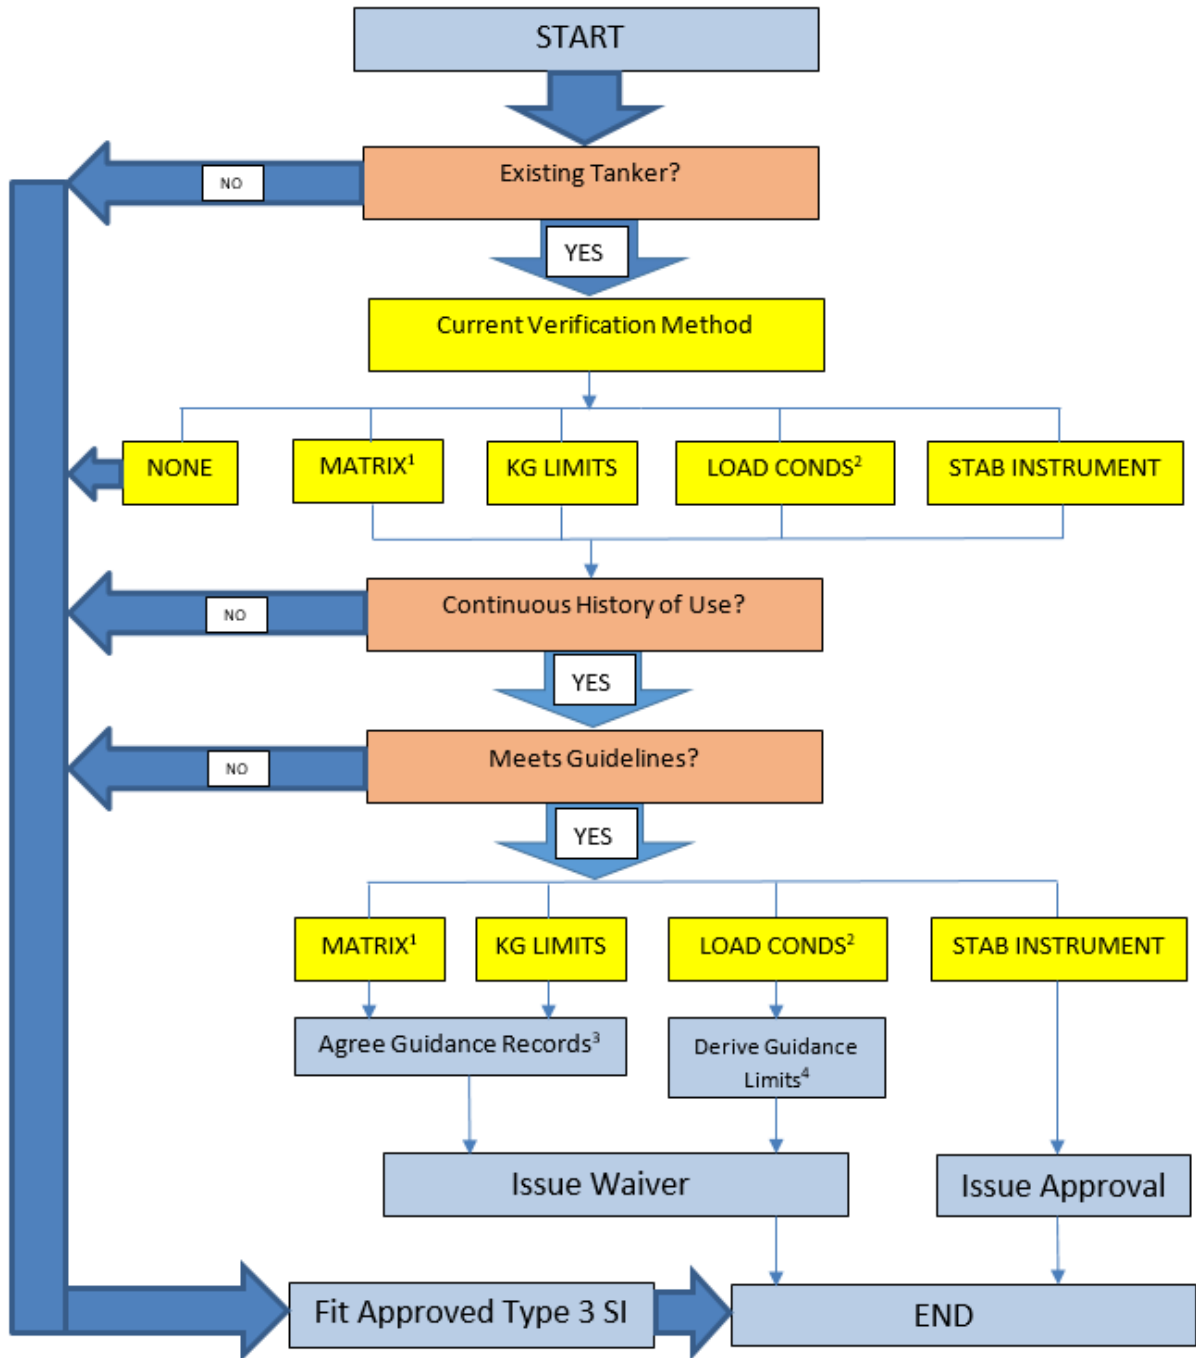 START
Existing Tanker?
NO
YES
Current Verification Method
NONE
MATRIX¹
KG LIMITS
LOAD CONDS²
STAB INSTRUMENT
Continuous History of Use?
NO
YES
Meets Guidelines?
NO
YES
MATRIX¹
KG LIMITS
LOAD CONDS²
STAB INSTRUMENT
Agree Guidance Records³
Derive Guidance
Limits⁴
Issue Waiver
Issue Approval
Fit Approved Type 3 SI
END